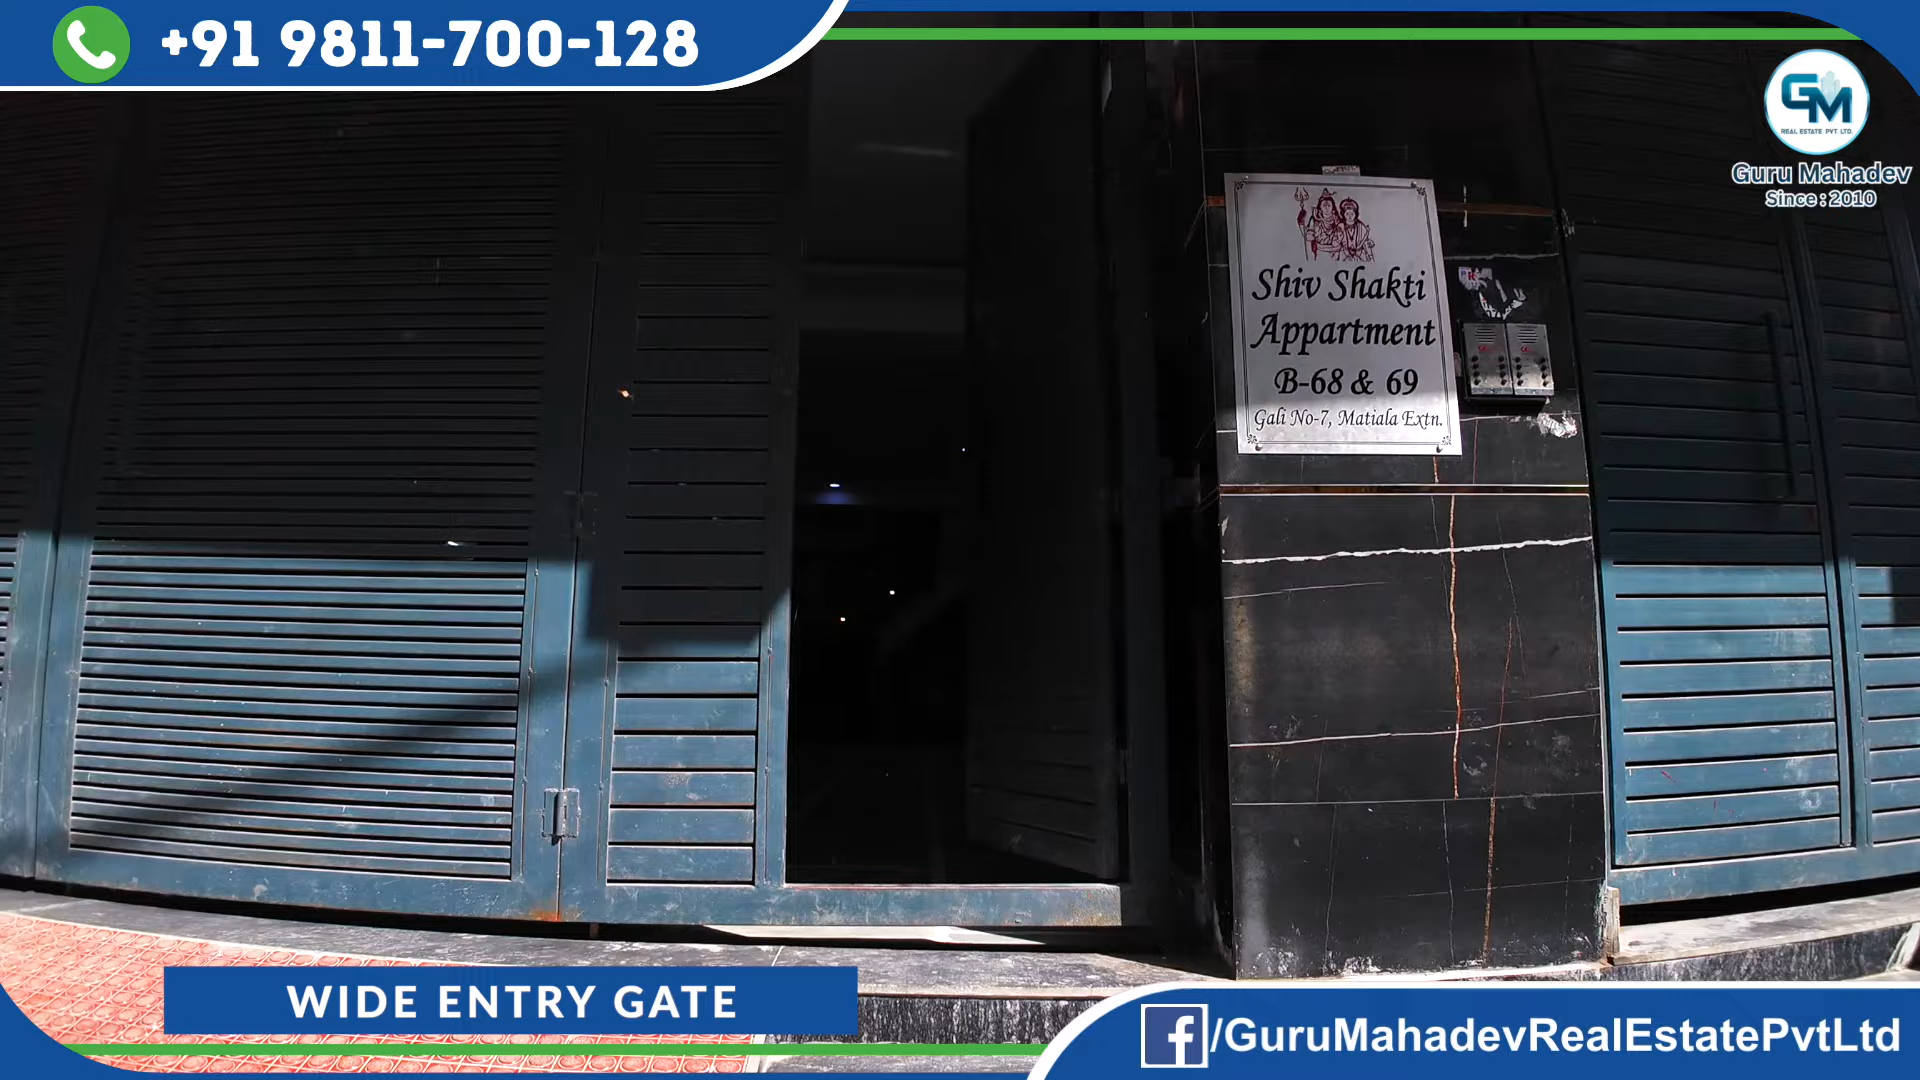 +91 9811-700-128
GM
REAL ESTATE PVT. LTD.
Guru Mahadev
Since : 2010
Shiv Shakti
Appartment
B-68 & 69
Gali No-7, Matiala Extn.
WIDE ENTRY GATE
f/GuruMahadevRealEstatePvtLtd